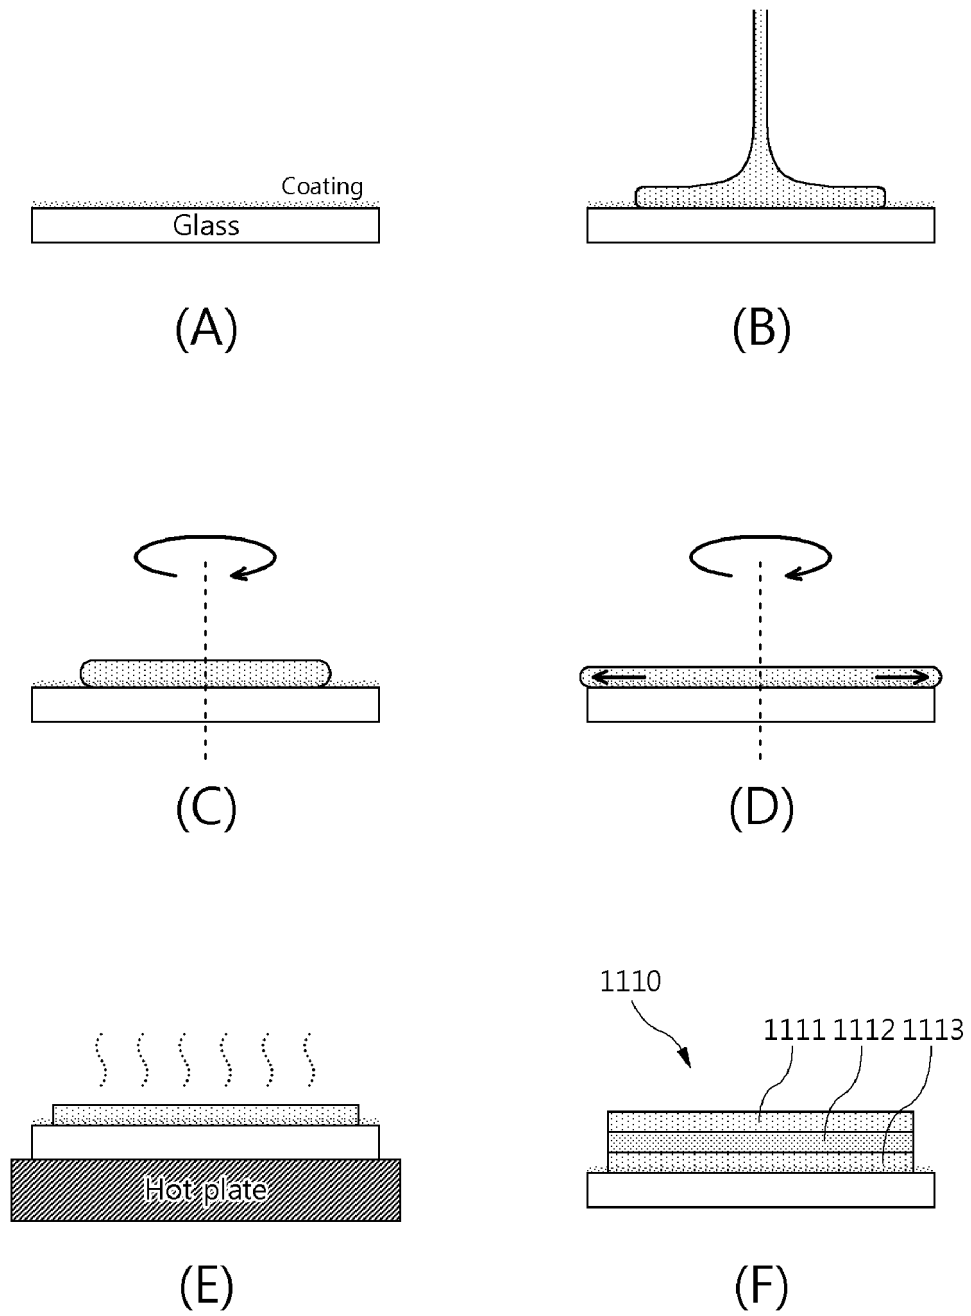 Coating
Glass
(A)
(B)
(C)
(D)
Hot plate
(E)
1110
1111 1112 1113
(F)